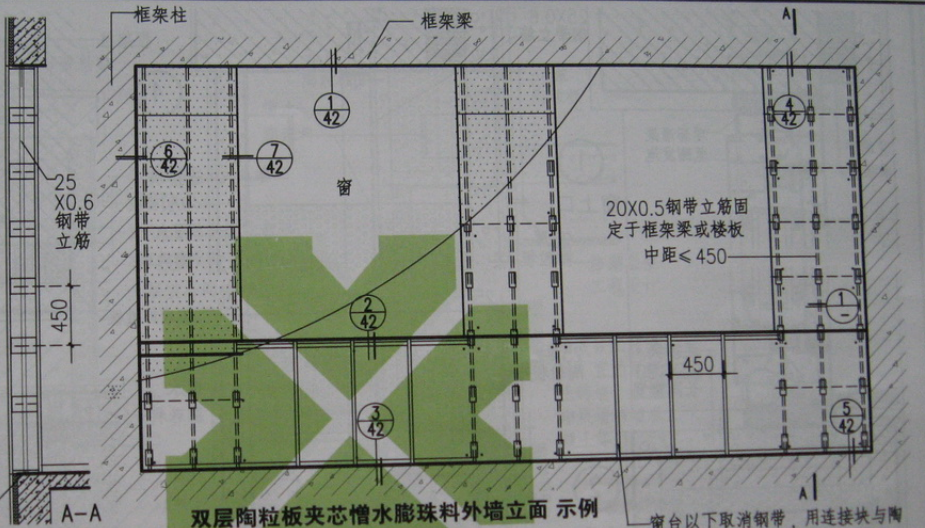 框架柱
框架梁
A
1
42
4
42
6
42
7
42
窗
25
X0.6
钢带
立筋
20X0.5钢带立筋固
定于框架梁或楼板
中距≤450
450
2
42
1
-
450
3
42
5
42
A-A
双层陶粒板夹芯憎水膨珠料外墙立面 示例
A
窗台以下取消钢带，用连接块与陶